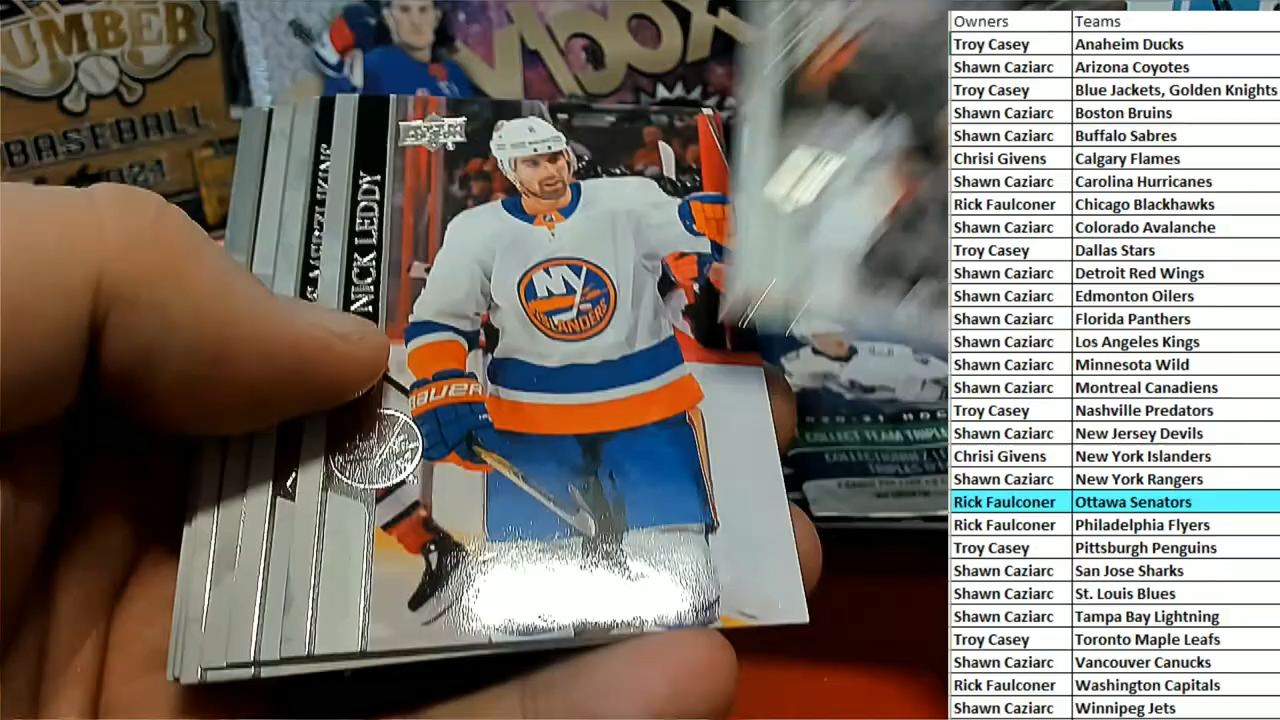 UMBER
BASEBALL
UPPER DECK
NICK LEDDY
NY
ISLANDERS
BAUER
COLLECT TEAM TRIPLE
Owners Teams
Troy Casey Anaheim Ducks
Shawn Caziarc Arizona Coyotes
Troy Casey Blue Jackets, Golden Knights
Shawn Caziarc Boston Bruins
Shawn Caziarc Buffalo Sabres
Chrisi Givens Calgary Flames
Shawn Caziarc Carolina Hurricanes
Rick Faulconer Chicago Blackhawks
Shawn Caziarc Colorado Avalanche
Troy Casey Dallas Stars
Shawn Caziarc Detroit Red Wings
Shawn Caziarc Edmonton Oilers
Shawn Caziarc Florida Panthers
Shawn Caziarc Los Angeles Kings
Shawn Caziarc Minnesota Wild
Shawn Caziarc Montreal Canadiens
Troy Casey Nashville Predators
Shawn Caziarc New Jersey Devils
Chrisi Givens New York Islanders
Shawn Caziarc New York Rangers
Rick Faulconer Ottawa Senators
Rick Faulconer Philadelphia Flyers
Troy Casey Pittsburgh Penguins
Shawn Caziarc San Jose Sharks
Shawn Caziarc St. Louis Blues
Shawn Caziarc Tampa Bay Lightning
Troy Casey Toronto Maple Leafs
Shawn Caziarc Vancouver Canucks
Rick Faulconer Washington Capitals
Shawn Caziarc Winnipeg Jets